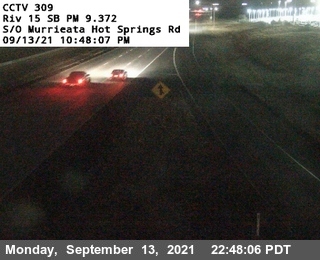 CCTV 309
Riv 15 SB PM 9.372
S/O Murrieata Hot Springs Rd
09/13/21 10:48:07 PM
Monday, September 13, 2021 22:48:06 PDT